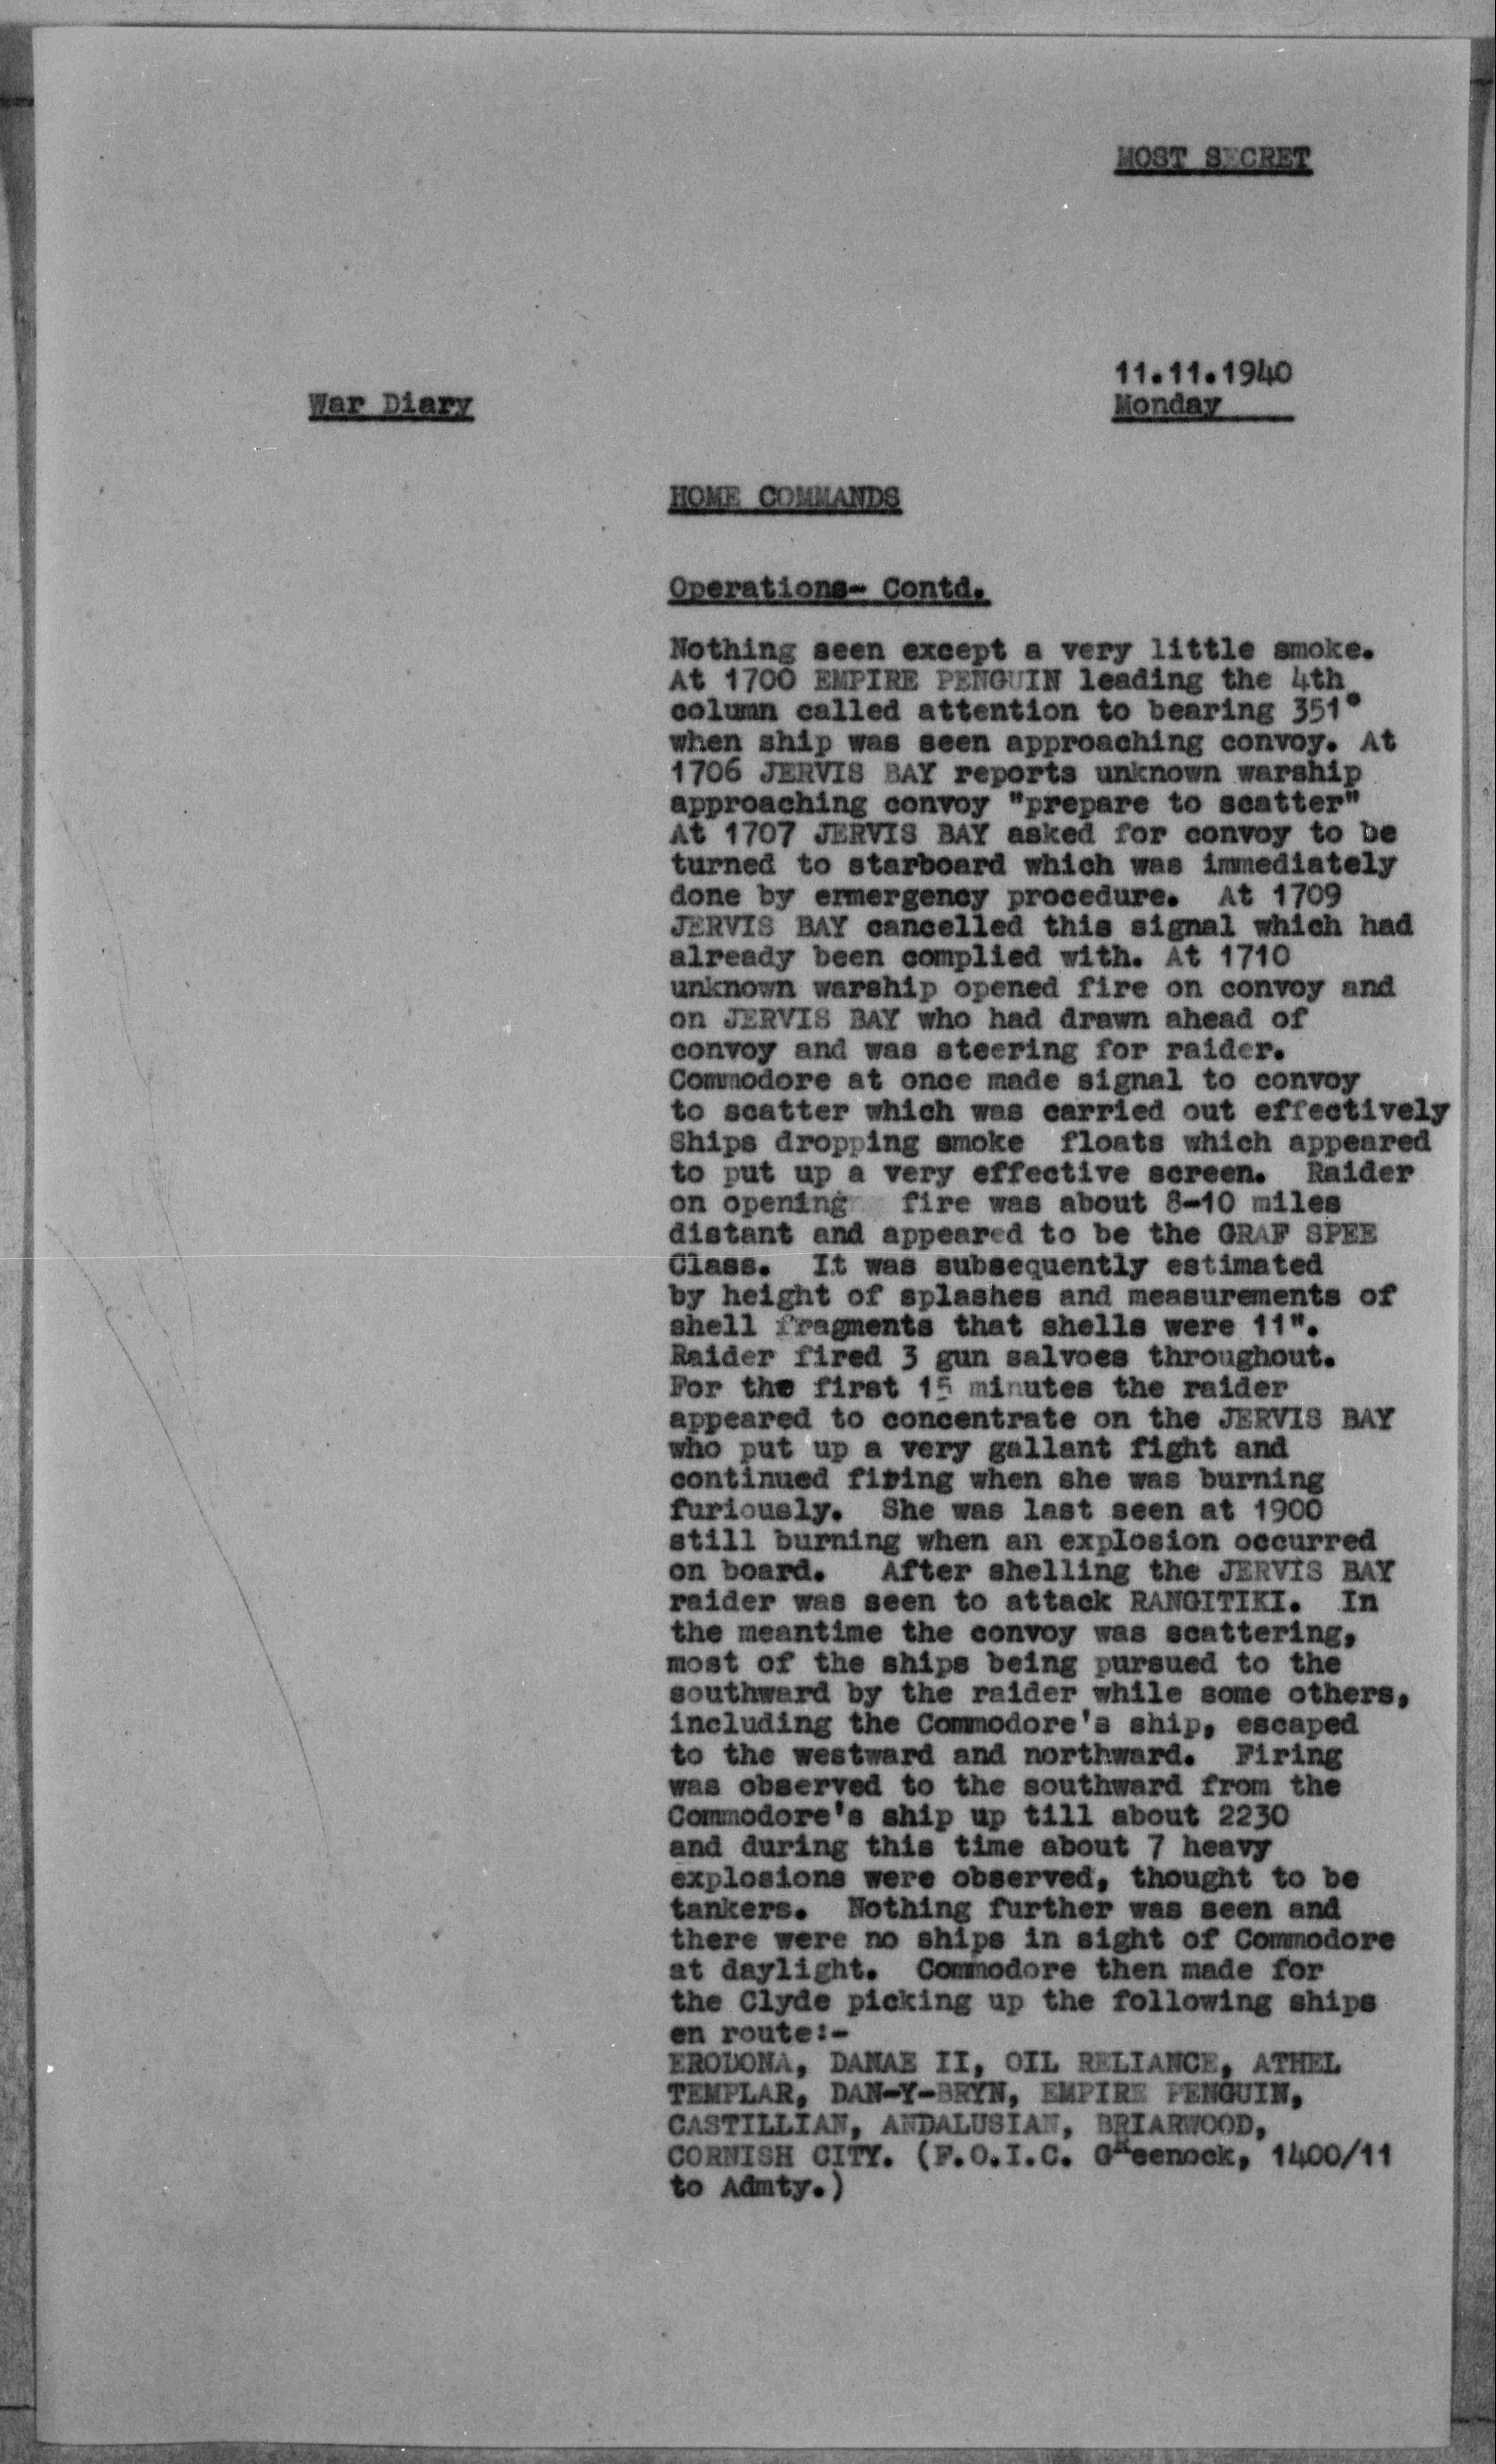 MOST SECRET
11.11.1940
War Diary
Monday
HOME COMMANDS
Operations- Contd.
Nothing seen except a very little smoke.
At 1700 EMPIRE PENGUIN leading the 4th
column called attention to bearing 351°
when ship was seen approaching convoy. At
1706 JERVIS BAY reports unknown warship
approaching convoy "prepare to scatter"
At 1707 JERVIS BAY asked for convoy to be
turned to starboard which was immediately
done by ermergency procedure. At 1709
JERVIS BAY cancelled this signal which had
already been complied with. At 1710
unknown warship opened fire on convoy and
on JERVIS BAY who had drawn ahead of
convoy and was steering for raider.
Commodore at once made signal to convoy
to scatter which was carried out effectively
Ships dropping smoke floats which appeared
to put up a very effective screen. Raider
on opening fire was about 8-10 miles
distant and appeared to be the GRAF SPEE
Class. It was subsequently estimated
by height of splashes and measurements of
shell fragments that shells were 11".
Raider fired 3 gun salvoes throughout.
For the first 15 minutes the raider
appeared to concentrate on the JERVIS BAY
who put up a very gallant fight and
continued firing when she was burning
furiously. She was last seen at 1900
still burning when an explosion occurred
on board. After shelling the JERVIS BAY
raider was seen to attack RANGITIKI. In
the meantime the convoy was scattering,
most of the ships being pursued to the
southward by the raider while some others,
including the Commodore's ship, escaped
to the westward and northward. Firing
was observed to the southward from the
Commodore's ship up till about 2230
and during this time about 7 heavy
explosions were observed, thought to be
tankers. Nothing further was seen and
there were no ships in sight of Commodore
at daylight. Commodore then made for
the Clyde picking up the following ships
en route:-
ERODONA, DANAE II, OIL RELIANCE, ATHEL
TEMPLAR, DAN-Y-BRYN, EMPIRE PENGUIN,
CASTILLIAN, ANDALUSIAN, BRIARWOOD,
CORNISH CITY. (F.O.I.C. GReenock, 1400/11
to Admty.)